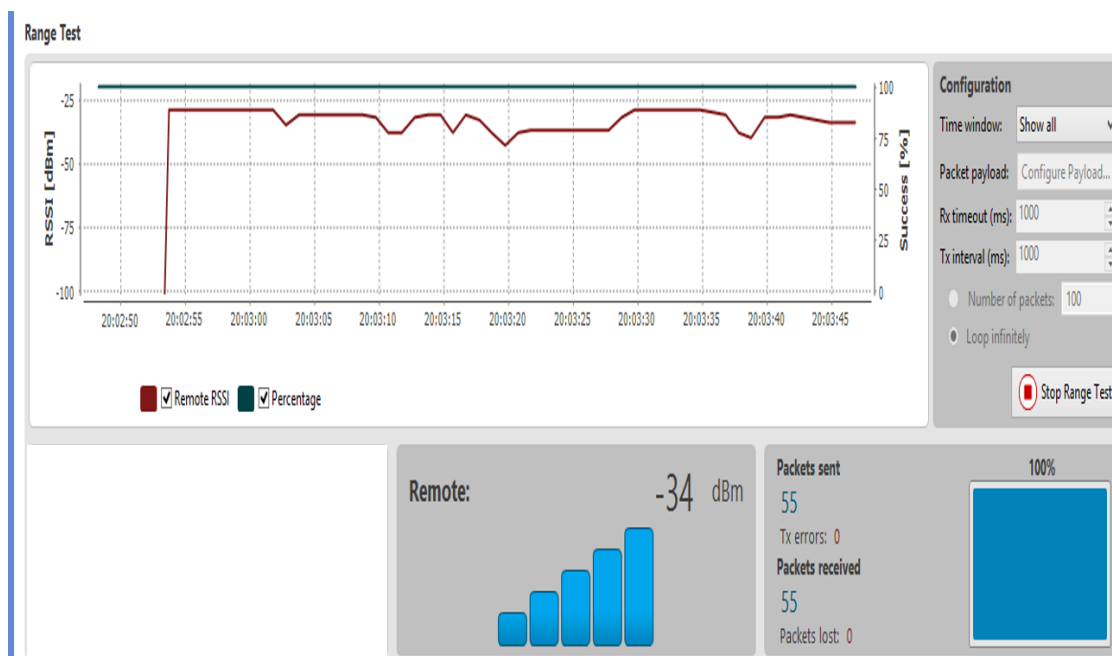 Range Test
-25
-50
-75
-100
RSSI [dBm]
100
75
50
25
0
Success [%]
20:02:50 20:02:55 20:03:00 20:03:05 20:03:10 20:03:15 20:03:20 20:03:25 20:03:30 20:03:35 20:03:40 20:03:45
Remote RSSI Percentage
Configuration
Time window: Show all
Packet payload: Configure Payload...
Rx timeout (ms): 1000
Tx interval (ms): 1000
Number of packets: 100
Loop infinitely
Stop Range Test
Remote: -34 dBm
Packets sent
55
Tx errors: 0
Packets received
55
Packets lost: 0
100%